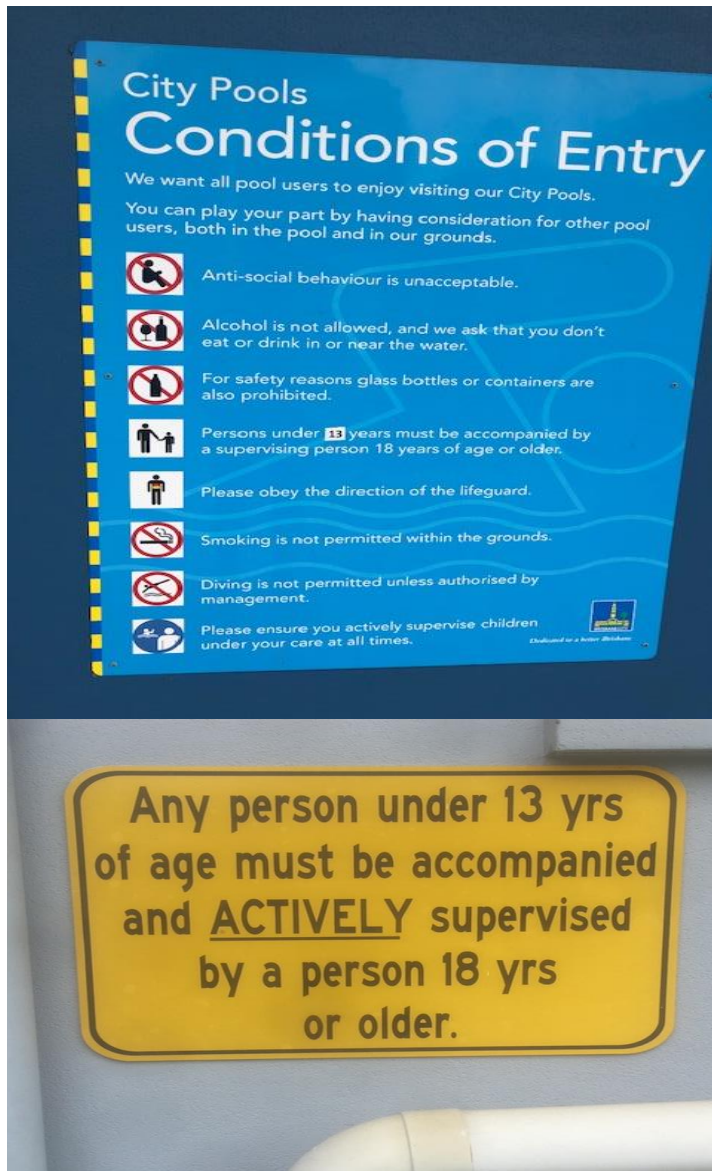 City Pools
Conditions of Entry
We want all pool users to enjoy visiting our City Pools.
You can play your part by having consideration for other pool
users, both in the pool and in our grounds.
Anti-social behaviour is unacceptable.
Alcohol is not allowed, and we ask that you don't
eat or drink in or near the water.
For safety reasons glass bottles or containers are
also prohibited.
Persons under 13 years must be accompanied by
a supervising person 18 years of age or older.
Please obey the direction of the lifeguard.
Smoking is not permitted within the grounds.
Diving is not permitted unless authorised by
management.
Please ensure you actively supervise children
under your care at all times.
Dedicated to a better Brisbane
Any person under 13 yrs
of age must be accompanied
and ACTIVELY supervised
by a person 18 yrs
or older.